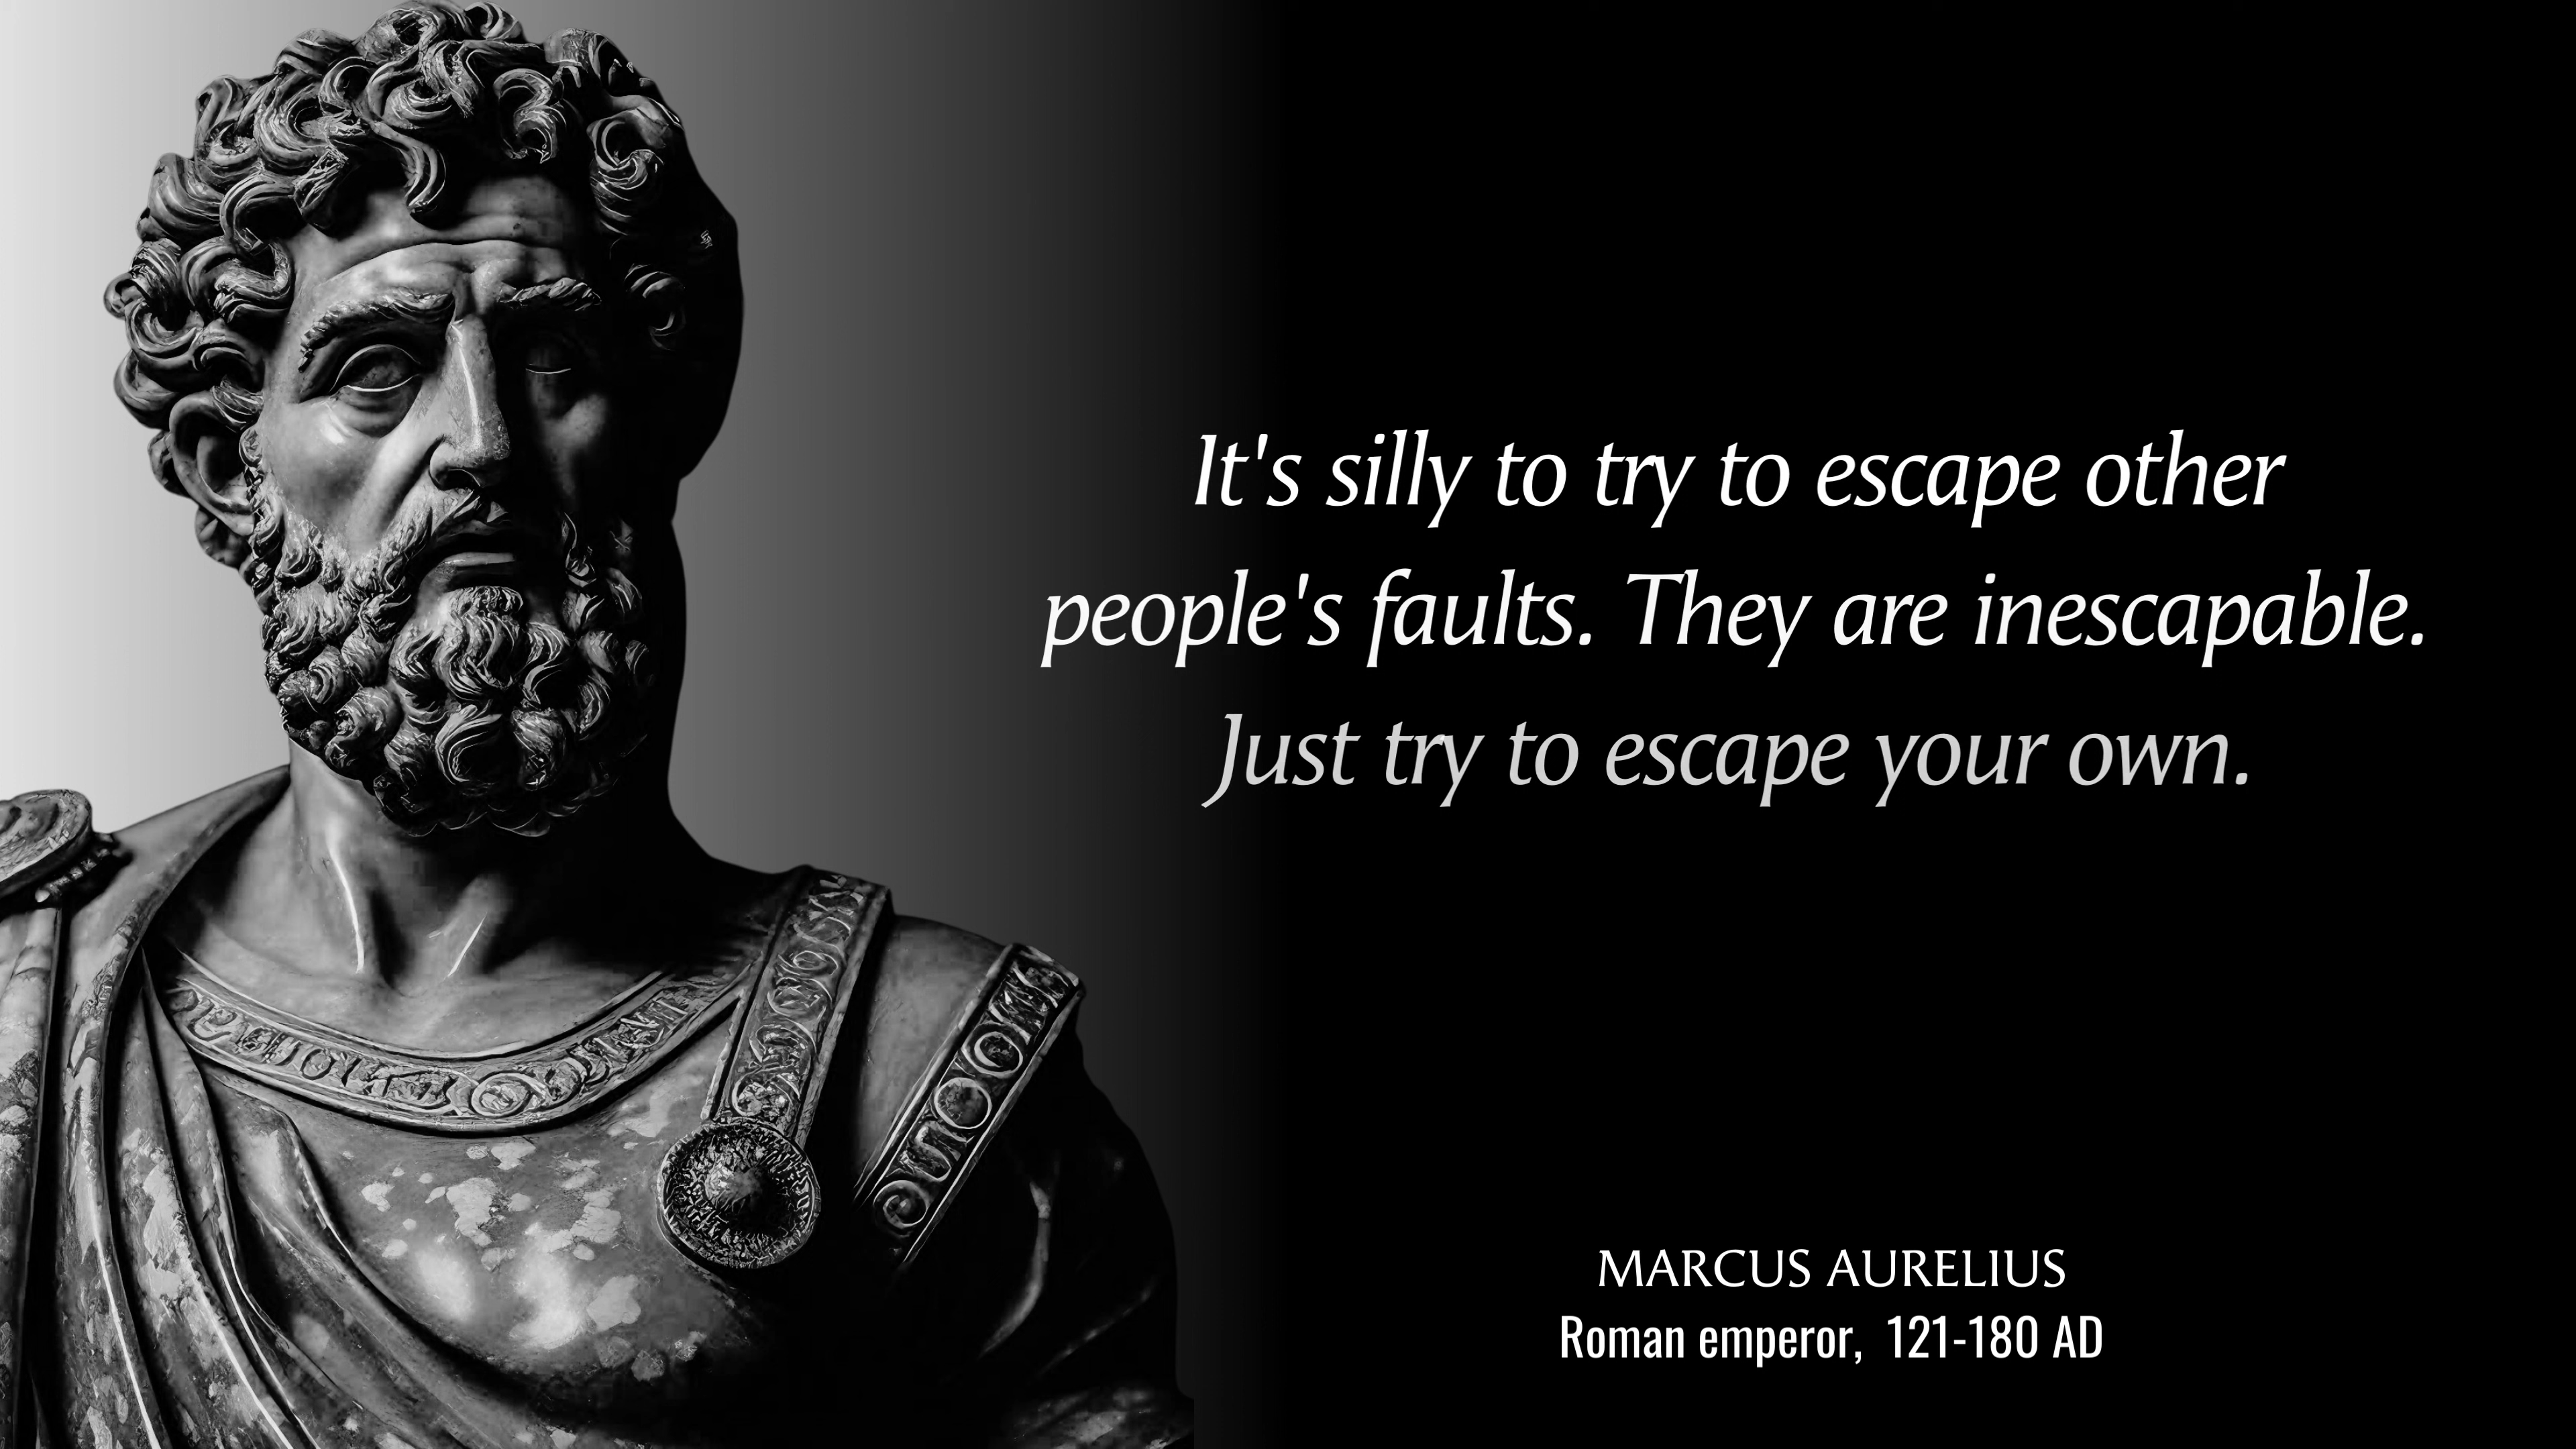 It's silly to try to escape other
people's faults. They are inescapable.
Just try to escape your own.
MARCUS AURELIUS
Roman emperor, 121-180 AD